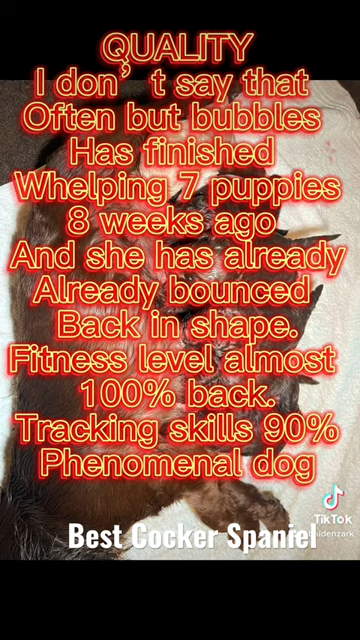 QUALITY
I don't say that
Often but bubbles
Has finished
Whelping 7 puppies
8 weeks ago
And she has already
Already bounced
Back in shape.
Fitness level almost
100% back.
Tracking skills 90%
Phenomenal dog
TikTok
Best Cocker Spaniel